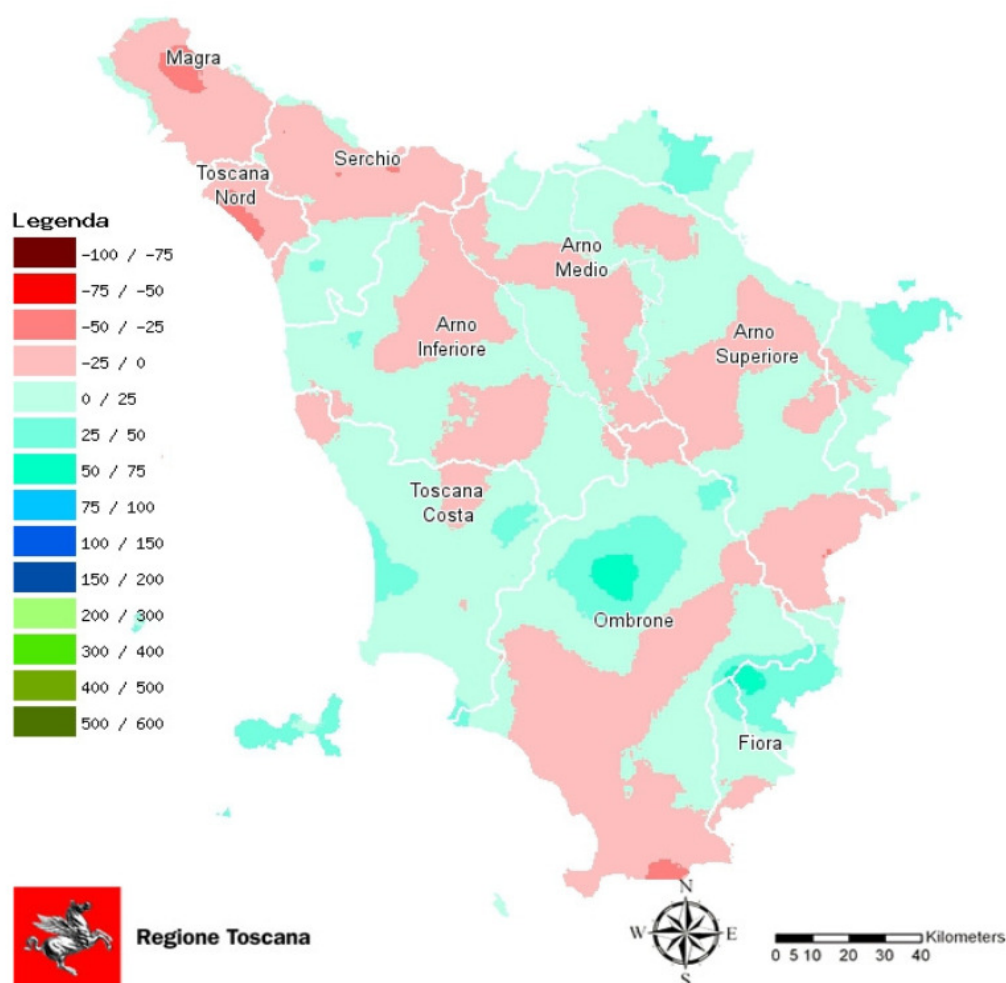 Magra
Serchio
Toscana
Nord
Legenda
-100 / -75
-75 / -50
-50 / -25
-25 / 0
0 / 25
25 / 50
50 / 75
75 / 100
100 / 150
150 / 200
200 / 300
300 / 400
400 / 500
500 / 600
Arno
Medio
Arno
Inferiore
Arno
Superiore
Toscana
Costa
Ombrone
Fiora
Regione Toscana
N
W
E
S
Kilometers
0 5 10 20 30 40